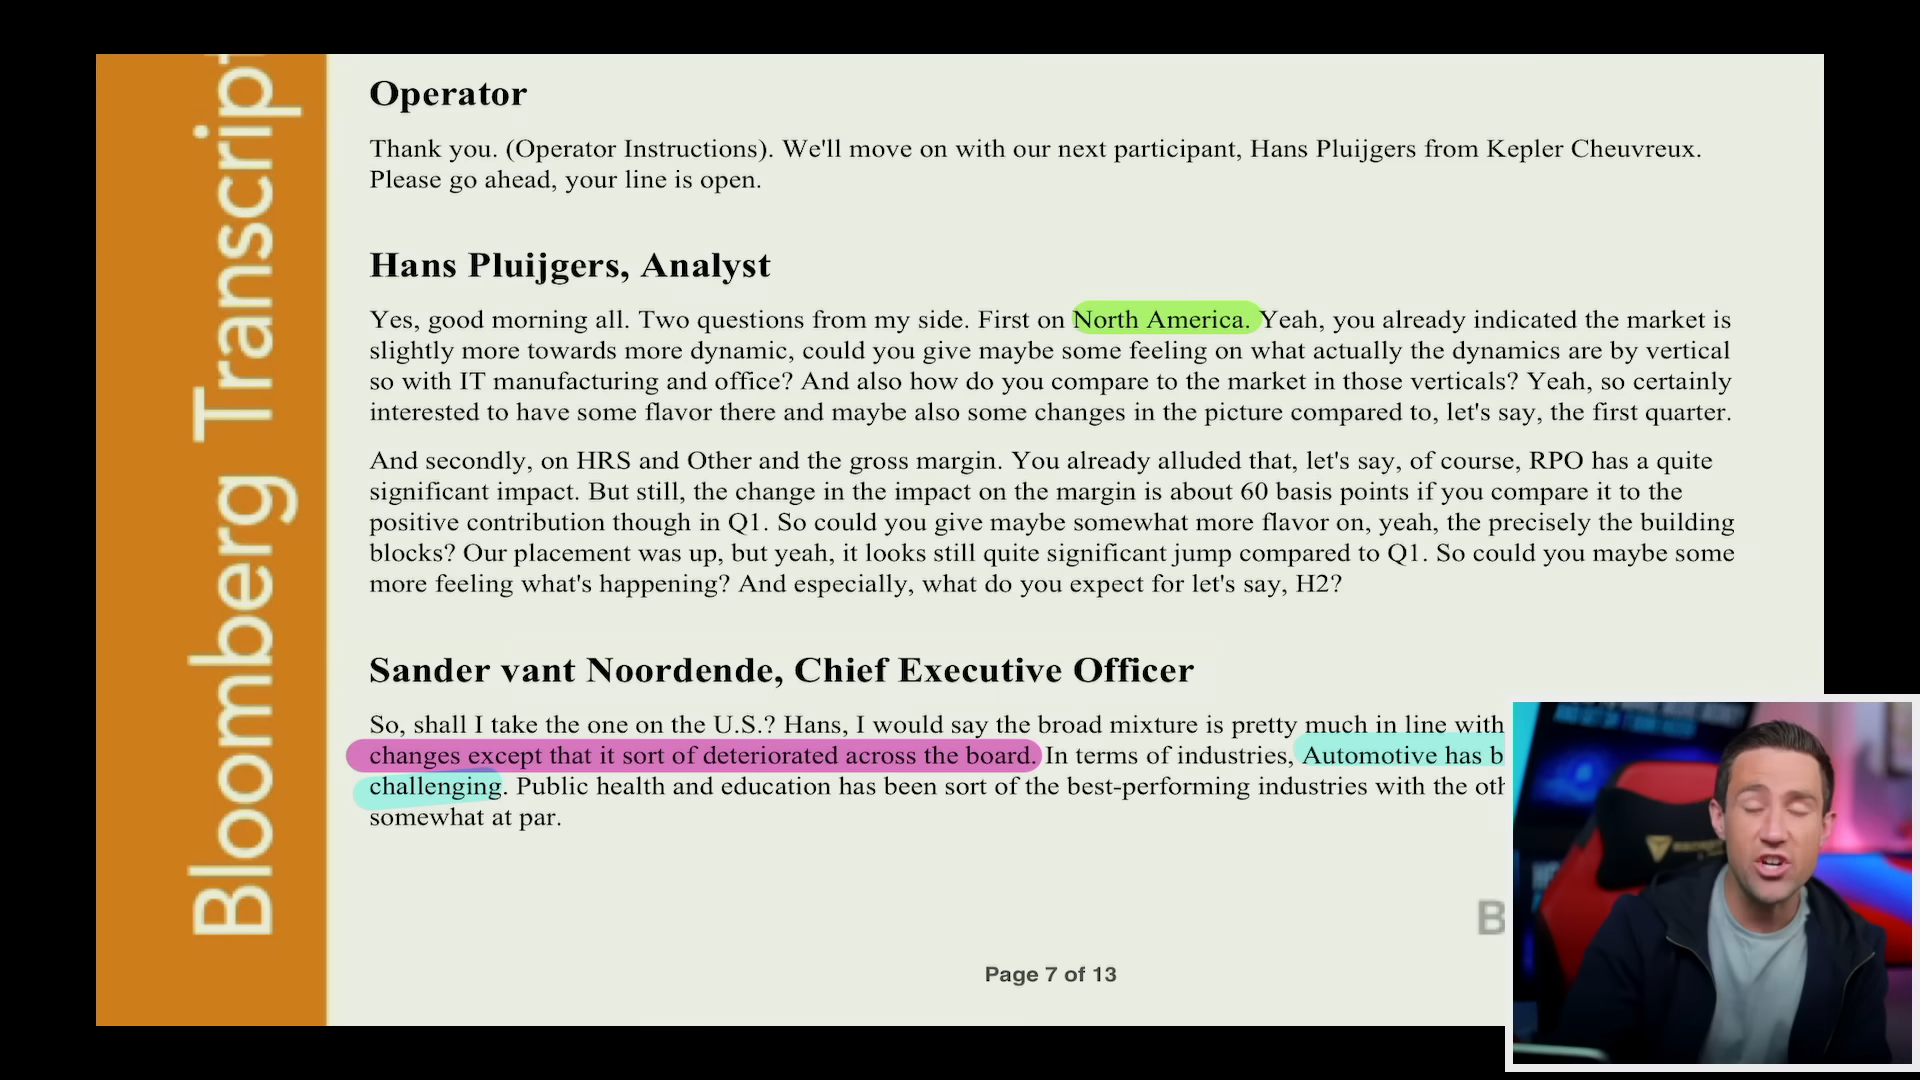 Bloomberg Transcript
Operator
Thank you. (Operator Instructions). We'll move on with our next participant, Hans Pluijgers from Kepler Cheuvreux.
Please go ahead, your line is open.
Hans Pluijgers, Analyst
Yes, good morning all. Two questions from my side. First on North America. Yeah, you already indicated the market is
slightly more towards more dynamic, could you give maybe some feeling on what actually the dynamics are by vertical
so with IT manufacturing and office? And also how do you compare to the market in those verticals? Yeah, so certainly
interested to have some flavor there and maybe also some changes in the picture compared to, let's say, the first quarter.
And secondly, on HRS and Other and the gross margin. You already alluded that, let's say, of course, RPO has a quite
significant impact. But still, the change in the impact on the margin is about 60 basis points if you compare it to the
positive contribution though in Q1. So could you give maybe somewhat more flavor on, yeah, the precisely the building
blocks? Our placement was up, but yeah, it looks still quite significant jump compared to Q1. So could you maybe some
more feeling what's happening? And especially, what do you expect for let's say, H2?
Sander vant Noordende, Chief Executive Officer
So, shall I take the one on the U.S.? Hans, I would say the broad mixture is pretty much in line with
changes except that it sort of deteriorated across the board. In terms of industries, Automotive has b
challenging. Public health and education has been sort of the best-performing industries with the oth
somewhat at par.
B
Page 7 of 13